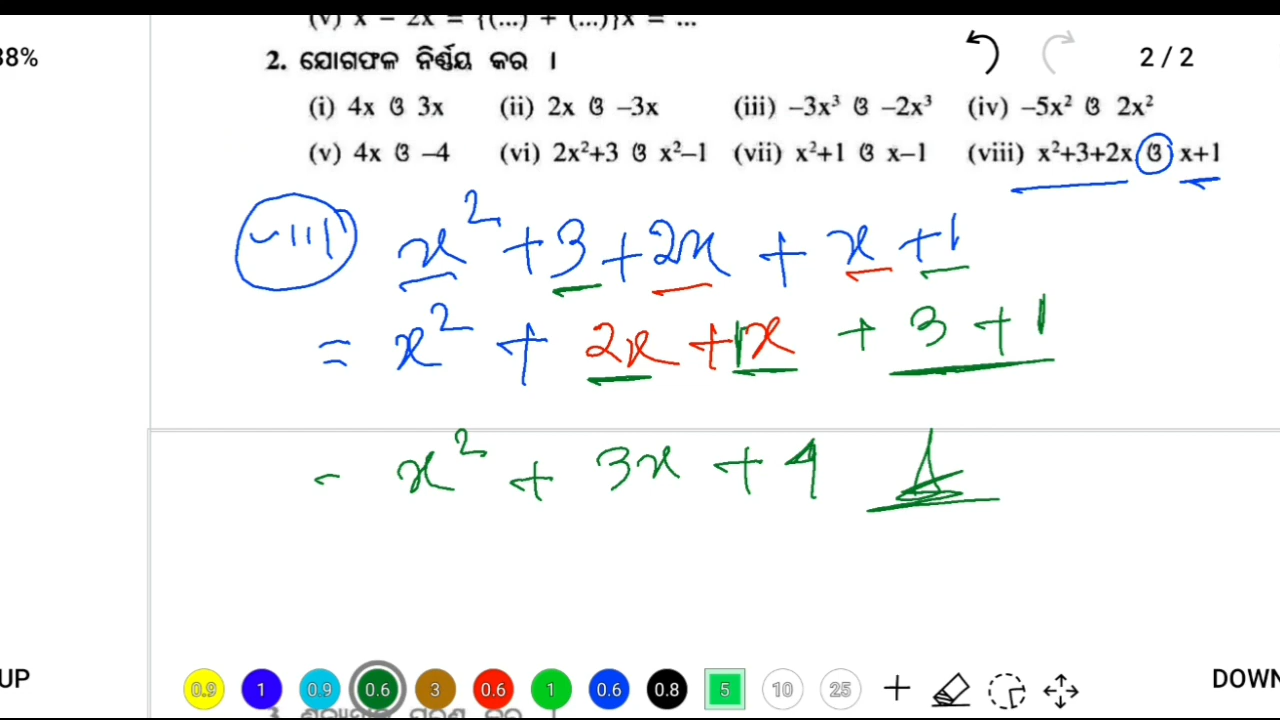 (v) x − 2x = {(...) + (...)}x = ...
38%
2. ଯୋଗଫଳ ନିର୍ଣ୍ଣୟ କର ।
2 / 2
(i) 4x ଓ 3x (ii) 2x ଓ –3x (iii) –3x³ ଓ –2x³ (iv) –5x² ଓ 2x²
(v) 4x ଓ –4 (vi) 2x²+3 ଓ x²–1 (vii) x²+1 ଓ x–1 (viii) x²+3+2x ଓ x+1
viii x² + 3 + 2x + x + 1
= x² + 2x + 1x + 3 + 1
= x² + 3x + 4
UP
DOWN
0.9 1 0.9 0.6 3 0.6 1 0.6 0.8 5 10 25